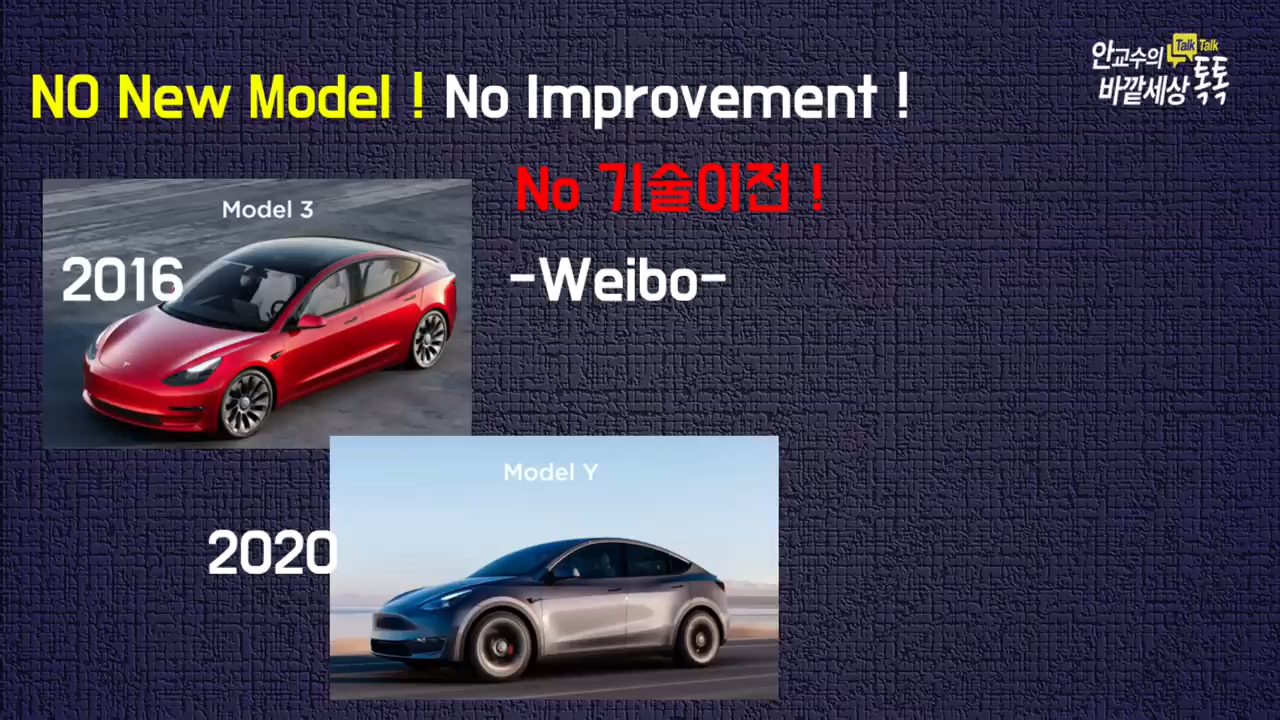 안교수의 Talk Talk
바깥세상 톡톡
NO New Model ! No Improvement !
No 기술이전 !
Model 3
2016
-Weibo-
Model Y
2020